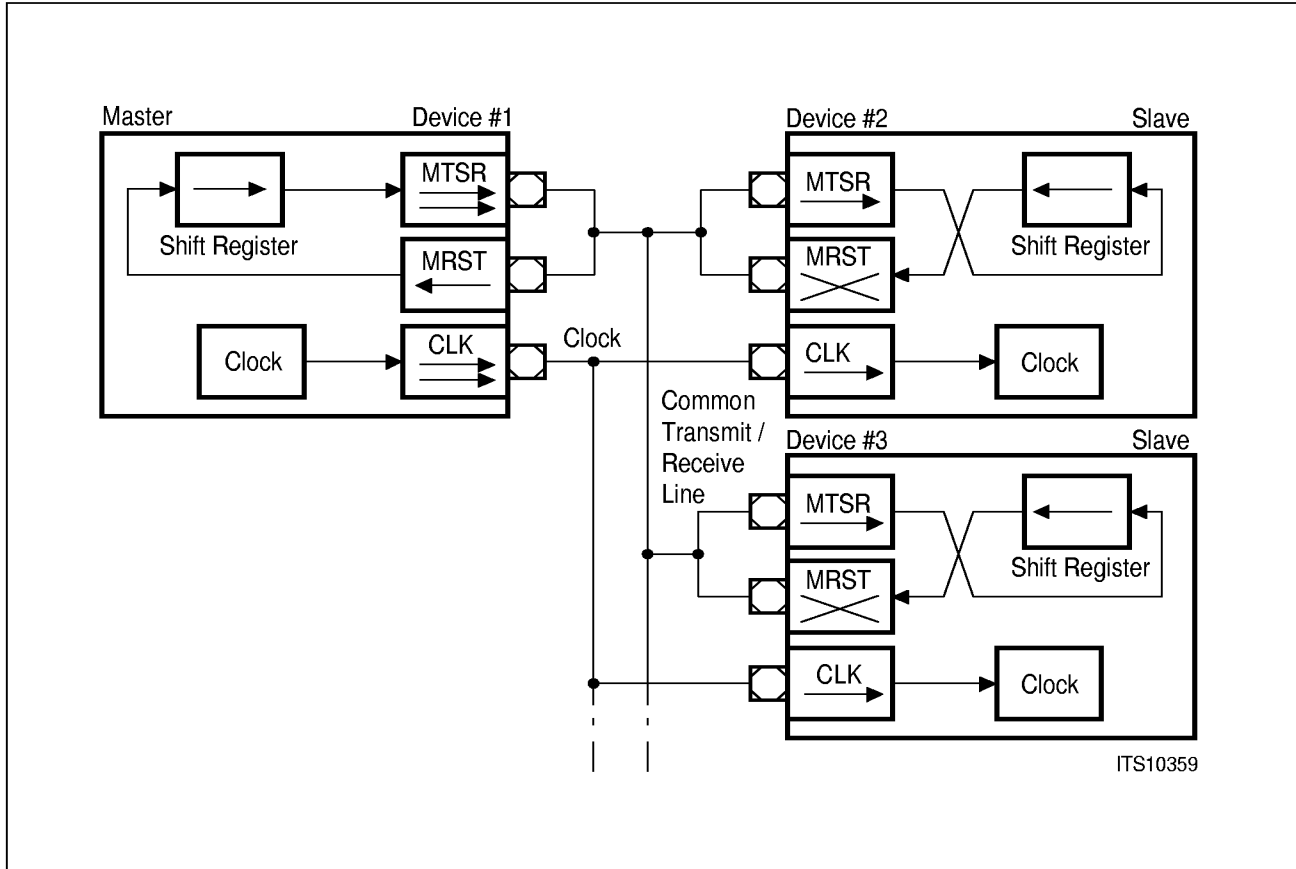 Master Device #1
MTSR
Shift Register
MRST
Clock
CLK
Clock
Common
Transmit /
Receive
Line
Device #2 Slave
MTSR
MRST
Shift Register
CLK
Clock
Device #3 Slave
MTSR
MRST
Shift Register
CLK
Clock
ITS10359